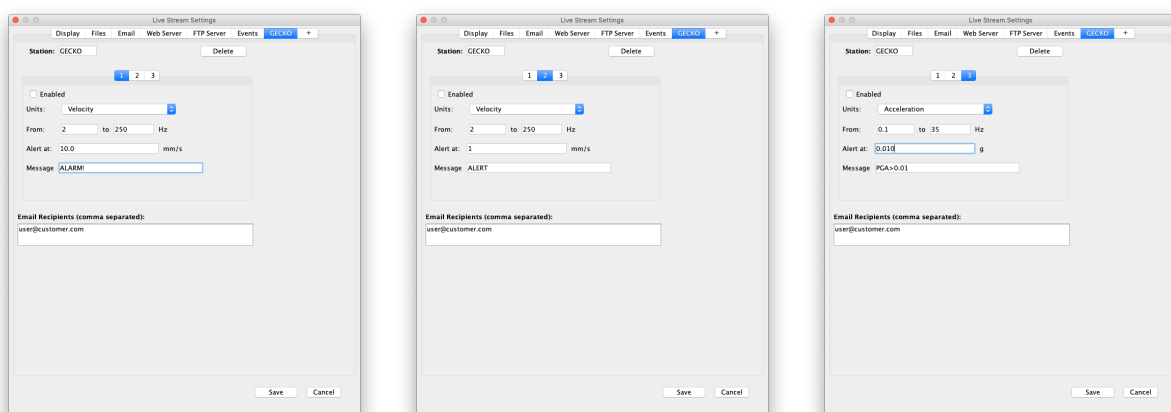 Live Stream Settings
Display Files Email Web Server FTP Server Events GECKO +
Station: GECKO Delete
1 2 3
Enabled
Units: Velocity
From: 2 to 250 Hz
Alert at: 10.0 mm/s
Message ALARM!
Email Recipients (comma separated):
user@customer.com
Save Cancel
Live Stream Settings
Display Files Email Web Server FTP Server Events GECKO +
Station: GECKO Delete
1 2 3
Enabled
Units: Velocity
From: 2 to 250 Hz
Alert at: 1 mm/s
Message ALERT
Email Recipients (comma separated):
user@customer.com
Save Cancel
Live Stream Settings
Display Files Email Web Server FTP Server Events GECKO +
Station: GECKO Delete
1 2 3
Enabled
Units: Acceleration
From: 0.1 to 35 Hz
Alert at: 0.010 g
Message PGA>0.01
Email Recipients (comma separated):
user@customer.com
Save Cancel